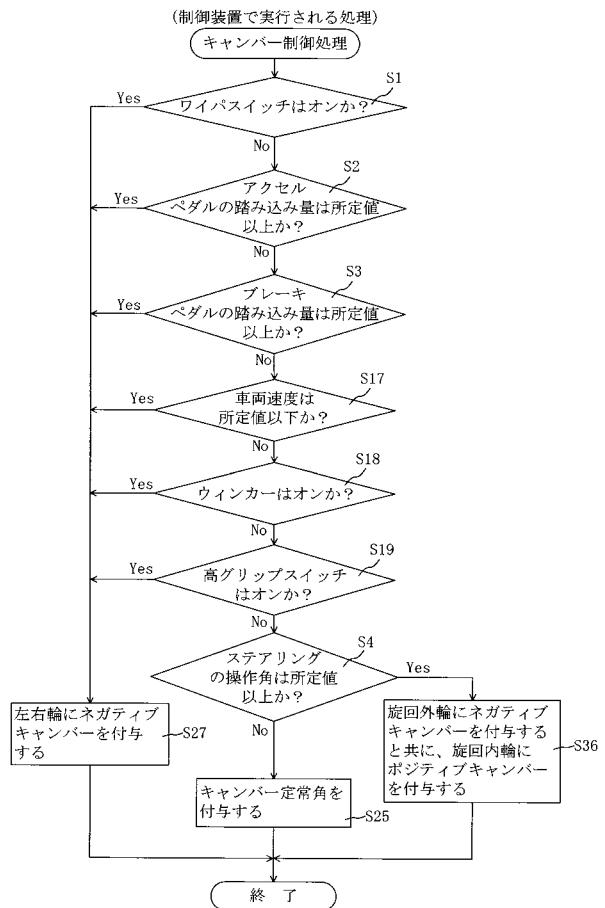 (制御装置で実行される処理)
キャンバー制御処理
S1
Yes
ワイパスイッチはオンか?
No
S2
アクセル
Yes
ペダルの踏み込み量は所定値
以上か?
No
S3
ブレーキ
Yes
ペダルの踏み込み量は所定値
以上か?
No
S17
車両速度は
Yes
所定値以下か?
No
S18
Yes
ウィンカーはオンか?
No
S19
Yes
高グリップスイッチ
はオンか?
No
S4
ステアリング
Yes
の操作角は所定値
以上か?
No
左右輪にネガティブ
キャンバーを付与
する
S27
旋回外輪にネガティブ
キャンバーを付与する
と共に、旋回内輪に
ポジティブキャンバー
を付与する
S36
キャンバー定常角を
付与する
S25
終 了